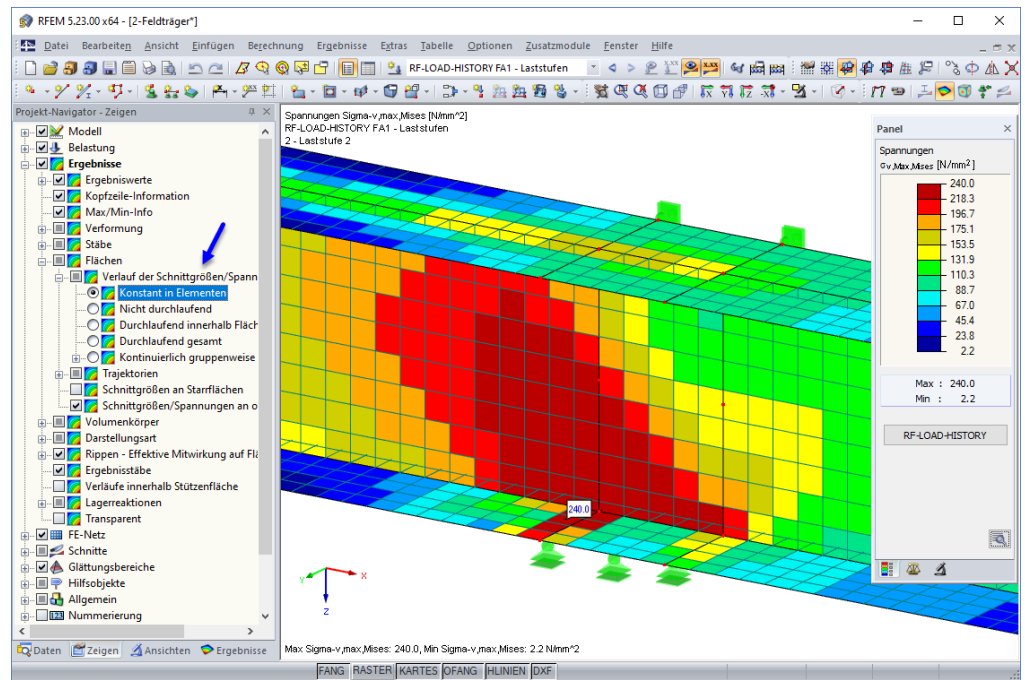 RFEM 5.23.00 x64 - [2-Feldträger*]
Datei Bearbeiten Ansicht Einfügen Berechnung Ergebnisse Extras Tabelle Optionen Zusatzmodule Fenster Hilfe
RF-LOAD-HISTORY FA1 - Laststufen
Projekt-Navigator - Zeigen
Modell
Belastung
Ergebnisse
Ergebniswerte
Kopfzeile-Information
Max/Min-Info
Verformung
Stäbe
Flächen
Verlauf der Schnittgrößen/Spann
Konstant in Elementen
Nicht durchlaufend
Durchlaufend innerhalb Fläch
Durchlaufend gesamt
Kontinuierlich gruppenweise
Trajektorien
Schnittgrößen an Starrflächen
Schnittgrößen/Spannungen an o
Volumenkörper
Darstellungsart
Rippen - Effektive Mitwirkung auf Flä
Ergebnisstäbe
Verläufe innerhalb Stützenfläche
Lagerreaktionen
Transparent
FE-Netz
Schnitte
Glättungsbereiche
Hilfsobjekte
Allgemein
Nummerierung
Daten Zeigen Ansichten Ergebnisse
Spannungen Sigma-v,max,Mises [N/mm^2]
RF-LOAD-HISTORY FA1 - Laststufen
2 - Laststufe 2
240.0
X
Y
Z
Max Sigma-v,max,Mises: 240.0, Min Sigma-v,max,Mises: 2.2 N/mm^2
Panel
Spannungen
σv,Max,Mises [N/mm²]
240.0
218.3
196.7
175.1
153.5
131.9
110.3
88.7
67.0
45.4
23.8
2.2
Max : 240.0
Min : 2.2
RF-LOAD-HISTORY
FANG RASTER KARTES OFANG HLINIEN DXF